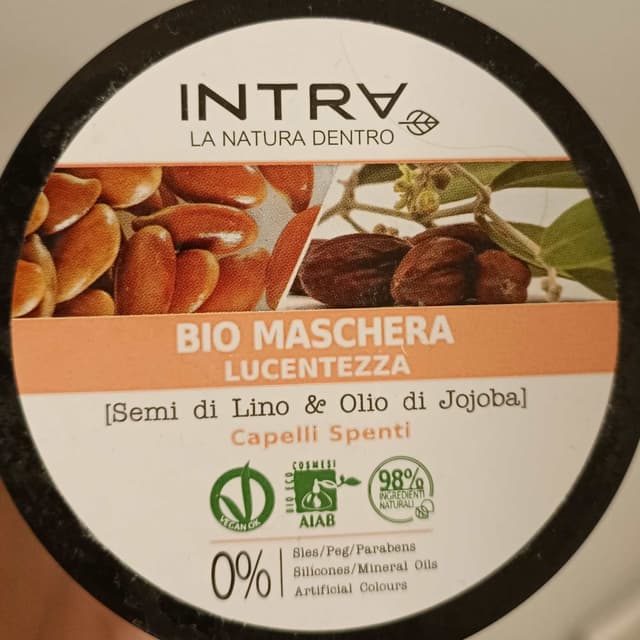 INTRA
LA NATURA DENTRO
BIO MASCHERA
LUCENTEZZA
[Semi di Lino & Olio di Jojoba]
Capelli Spenti
VEGAN OK
BIO ECO
COSMESI
AIAB
98%
INGREDIENTI
NATURALI
0%
Sles/Peg/Parabens
Silicones/Mineral Oils
Artificial Colours